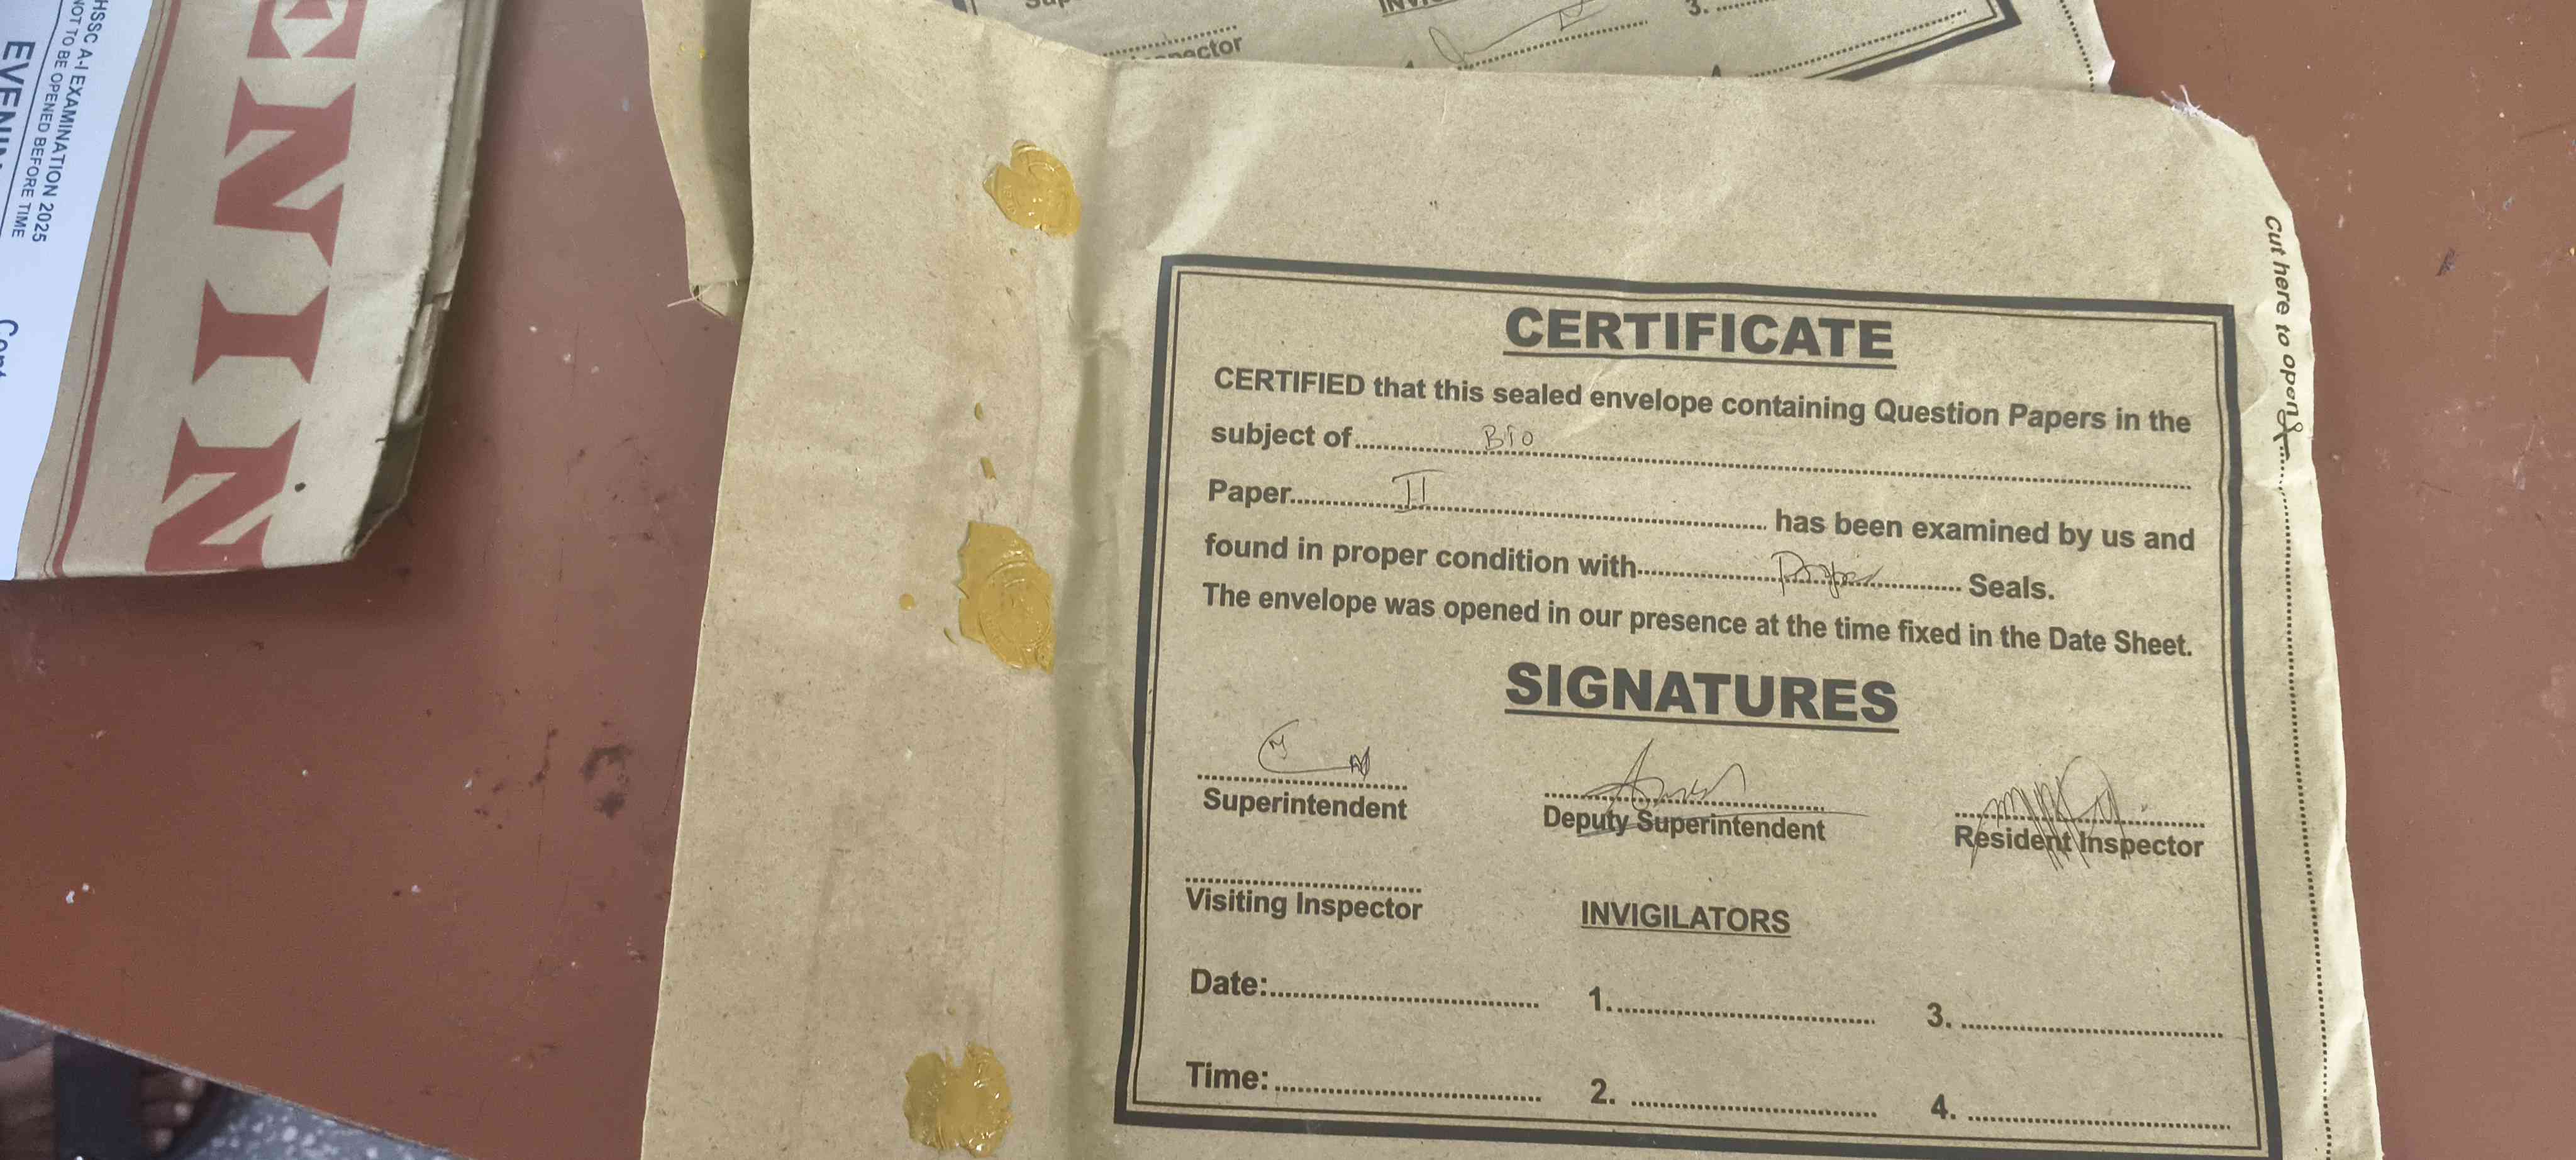 HSSC A-I EXAMINATION 2025
NOT TO BE OPENED BEFORE TIME
ENIN
3.
Cut here to open
CERTIFICATE
CERTIFIED that this sealed envelope containing Question Papers in the
subject of Bio
Paper II has been examined by us and
found in proper condition with Proper Seals.
The envelope was opened in our presence at the time fixed in the Date Sheet.
SIGNATURES
Superintendent Deputy Superintendent Resident Inspector
Visiting Inspector INVIGILATORS
Date: 1. 3.
Time: 2. 4.